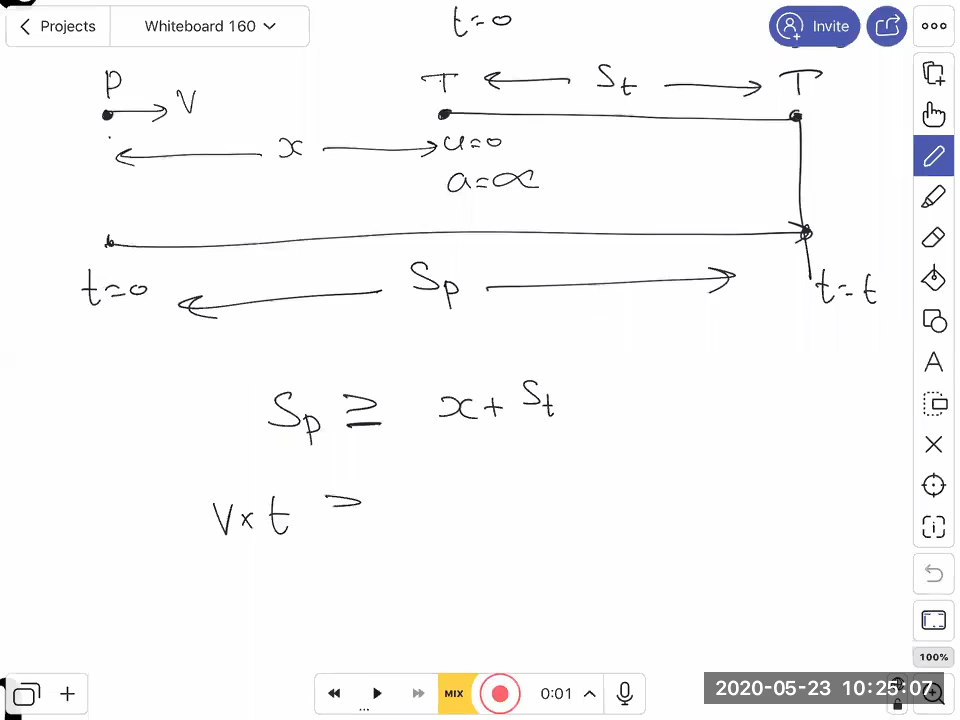 Projects
Whiteboard 160
t=0
Invite
P
V
T
St
T
x
u=0
a=α
t=0
Sp
t=t
Sp ≥ x+St
V×t
A
100%
MIX
0:01
2020-05-23 10:25:07